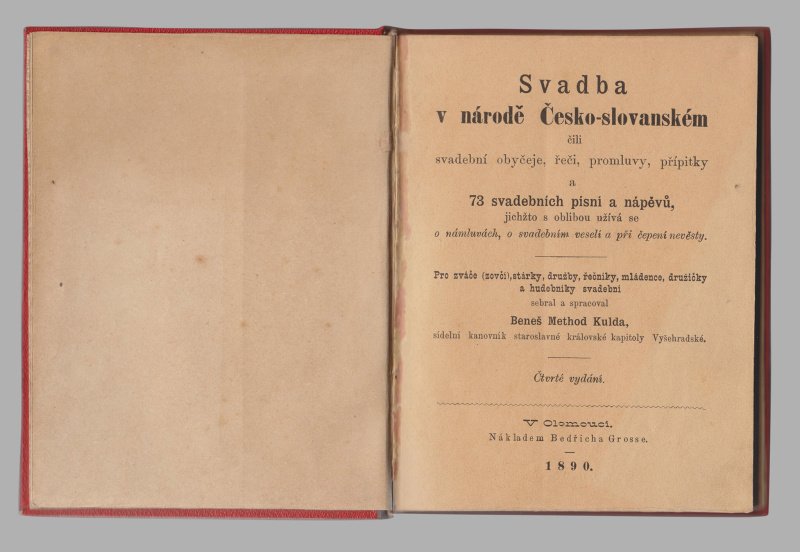 Svadba
v národě Česko-slovanském
čili
svadební obyčeje, řeči, promluvy, přípitky
a
73 svadebních písní a nápěvů,
jichžto s oblibou užívá se
o námluvách, o svadebním veselí a při čepení nevěsty.
Pro zváče (zovčí), stárky, družby, řečníky, mládence, družičky
a hudebníky svadební
sebral a spracoval
Beneš Method Kulda,
sídelní kanovník staroslavné královské kapitoly Vyšehradské.
Čtvrté vydání.
V Olomouci.
Nákladem Bedřicha Grosse.
1890.